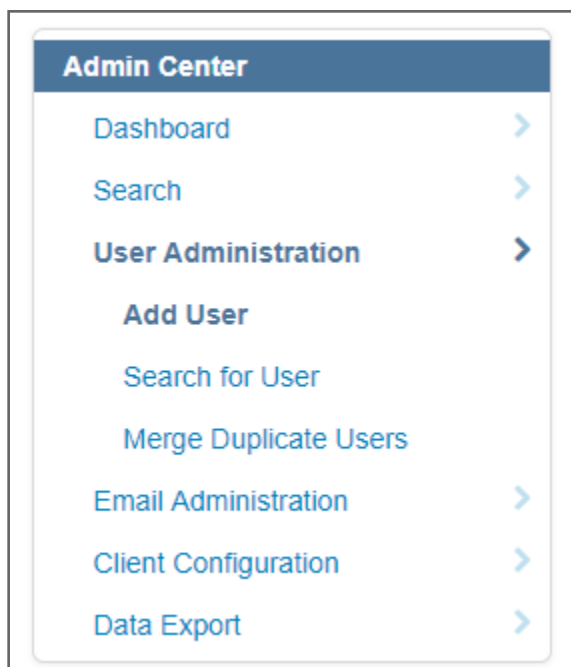 Admin Center
Dashboard
Search
User Administration
Add User
Search for User
Merge Duplicate Users
Email Administration
Client Configuration
Data Export